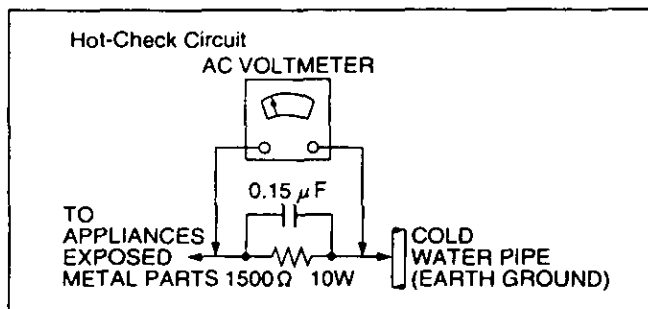 Hot-Check Circuit
AC VOLTMETER
0.15 μF
TO
APPLIANCES
EXPOSED
METAL PARTS
1500Ω 10W
COLD
WATER PIPE
(EARTH GROUND)